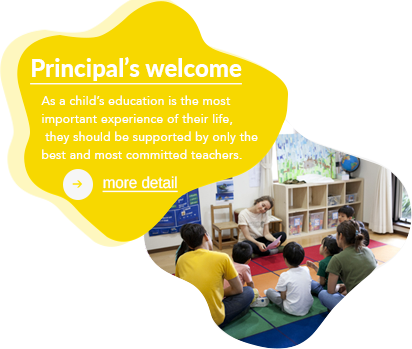 Principal's welcome
As a child's education is the most
important experience of their life,
they should be supported by only the
best and most committed teachers.
more detail